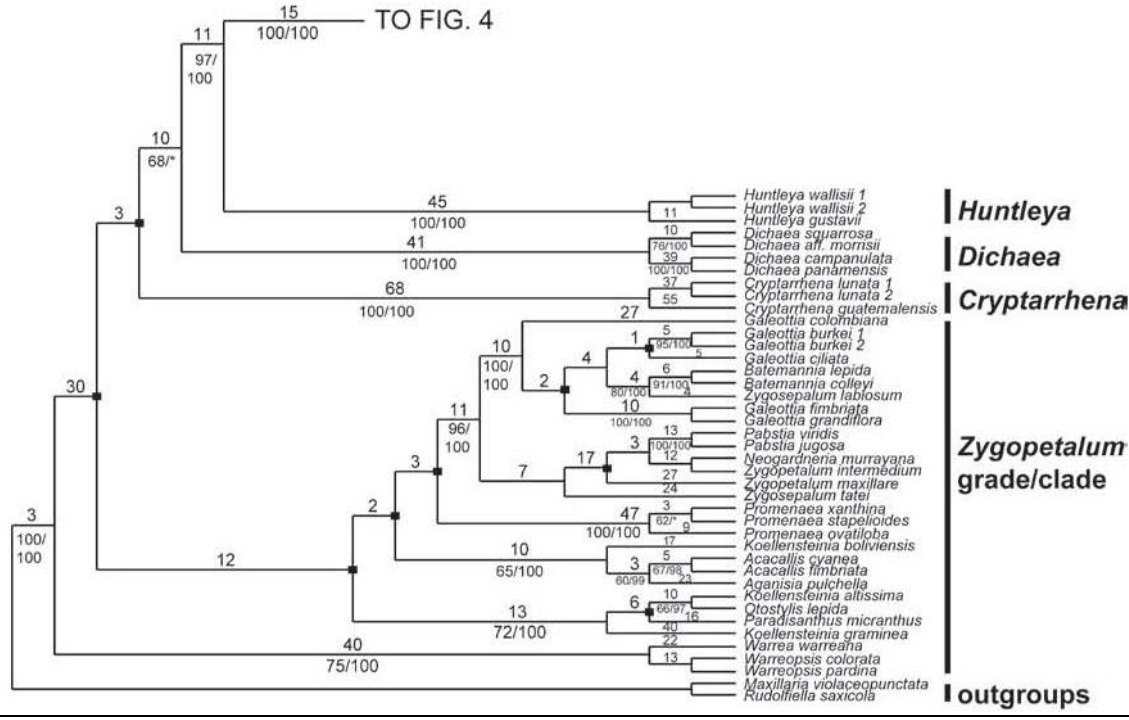 15
100/100
TO FIG. 4
11
97/
100
10
68/*
3
45
100/100
11
Huntleya wallisii 1
Huntleya wallisii 2
Huntleya gustavii
Huntleya
41
100/100
10
76/100
39
100/100
Dichaea squarrosa
Dichaea aff. morrisii
Dichaea campanulata
Dichaea panamensis
Dichaea
68
100/100
37
55
Cryptarrhena lunata 1
Cryptarrhena lunata 2
Cryptarrhena guatemalensis
Cryptarrhena
30
27
Galeottia colombiana
10
100/
100
1
5
95/100
5
Galeottia burkei 1
Galeottia burkei 2
Galeottia ciliata
4
2
4
80/100
6
91/100
4
Batemannia lepida
Batemannia colleyi
Zygosepalum labiosum
10
100/100
Galeottia fimbriata
Galeottia grandiflora
11
96/
100
3
13
100/100
12
Pabstia viridis
Pabstia jugosa
Neogardneria murrayana
Zygopetalum intermedium
17
27
Zygopetalum maxillare
7
24
Zygosepalum tatei
Zygopetalum
grade/clade
3
47
100/100
3
62/*
9
Promenaea xanthina
Promenaea stapelioides
Promenaea ovatiloba
2
10
65/100
17
Koellensteinia boliviensis
3
60/99
5
67/98
23
Acacallis cyanea
Acacallis fimbriata
Aganisia pulchella
12
13
72/100
6
10
66/97
16
40
Koellensteinia altissima
Otostylis lepida
Paradisanthus micranthus
Koellensteinia graminea
3
100/
100
40
75/100
22
13
Warrea warreana
Warreopsis colorata
Warreopsis pardina
Maxillaria violaceopunctata
Rudolfiella saxicola
outgroups